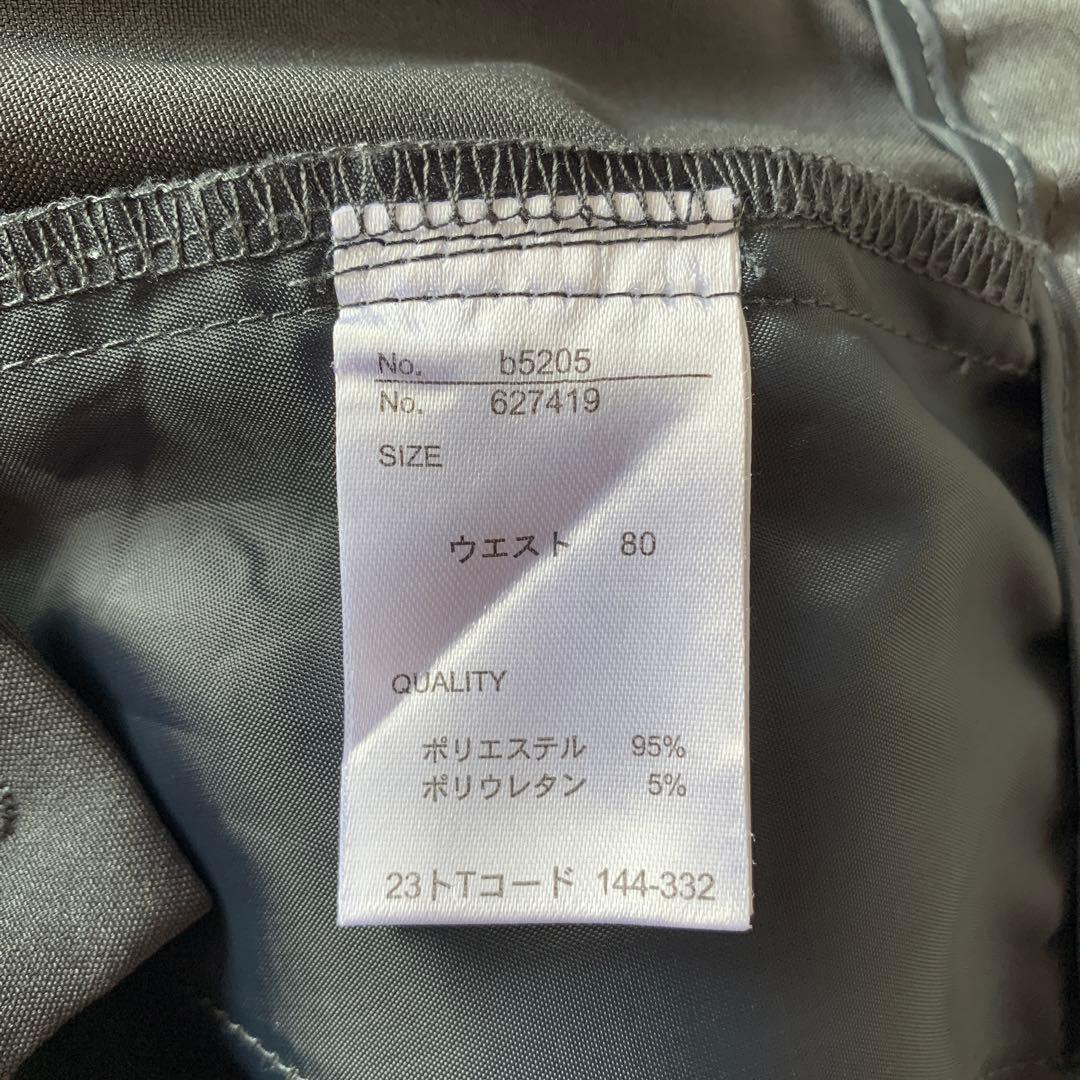 No. b5205
No. 627419
SIZE
ウエスト 80
QUALITY
ポリエステル 95%
ポリウレタン 5%
23トTコード 144-332